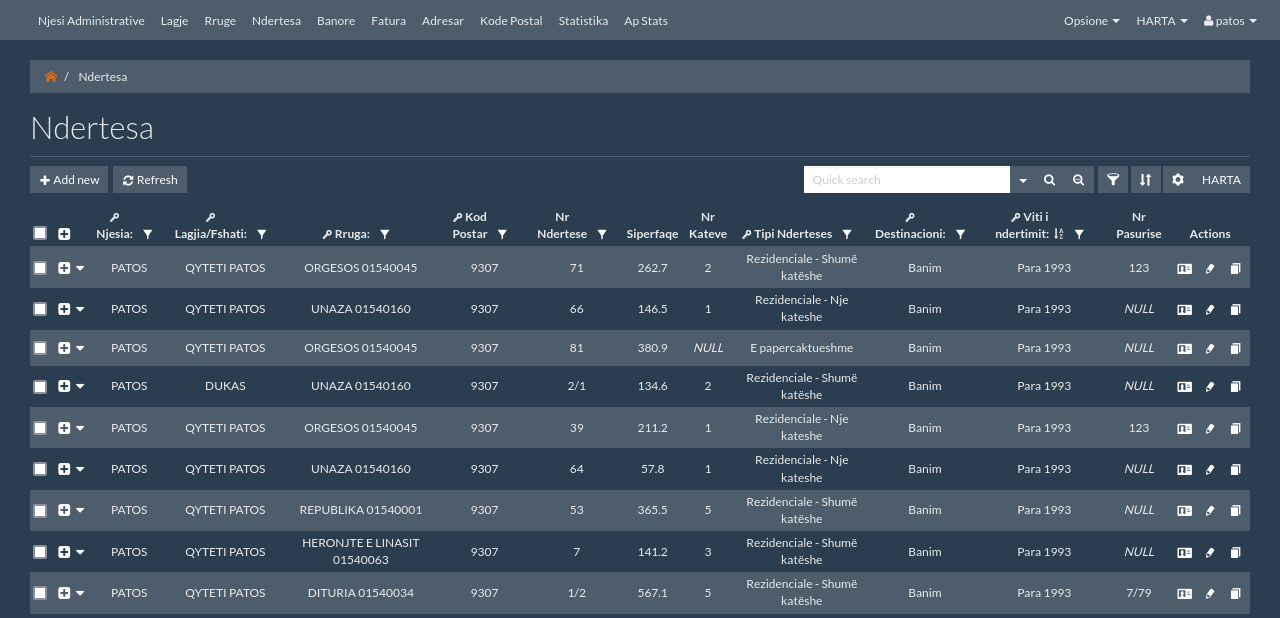 Njesi Administrative Lagje Rruge Ndertesa Banore Fatura Adresar Kode Postal Statistika Ap Stats Opsione HARTA patos
/ Ndertesa
Ndertesa
Add new Refresh Quick search HARTA
Njesia: Lagjia/Fshati: Rruga: Kod Postar Nr Ndertese Siperfaqe Nr Kateve Tipi Nderteses Destinacioni: Viti i ndertimit: Nr Pasurise Actions
PATOS QYTETI PATOS ORGESOS 01540045 9307 71 262.7 2 Rezidenciale - Shumë katëshe Banim Para 1993 123
PATOS QYTETI PATOS UNAZA 01540160 9307 66 146.5 1 Rezidenciale - Nje kateshe Banim Para 1993 NULL
PATOS QYTETI PATOS ORGESOS 01540045 9307 81 380.9 NULL E papercaktueshme Banim Para 1993 NULL
PATOS DUKAS UNAZA 01540160 9307 2/1 134.6 2 Rezidenciale - Shumë katëshe Banim Para 1993 NULL
PATOS QYTETI PATOS ORGESOS 01540045 9307 39 211.2 1 Rezidenciale - Nje kateshe Banim Para 1993 123
PATOS QYTETI PATOS UNAZA 01540160 9307 64 57.8 1 Rezidenciale - Nje kateshe Banim Para 1993 NULL
PATOS QYTETI PATOS REPUBLIKA 01540001 9307 53 365.5 5 Rezidenciale - Shumë katëshe Banim Para 1993 NULL
PATOS QYTETI PATOS HERONJTE E LINASIT 01540063 9307 7 141.2 3 Rezidenciale - Shumë katëshe Banim Para 1993 NULL
PATOS QYTETI PATOS DITURIA 01540034 9307 1/2 567.1 5 Rezidenciale - Shumë katëshe Banim Para 1993 7/79